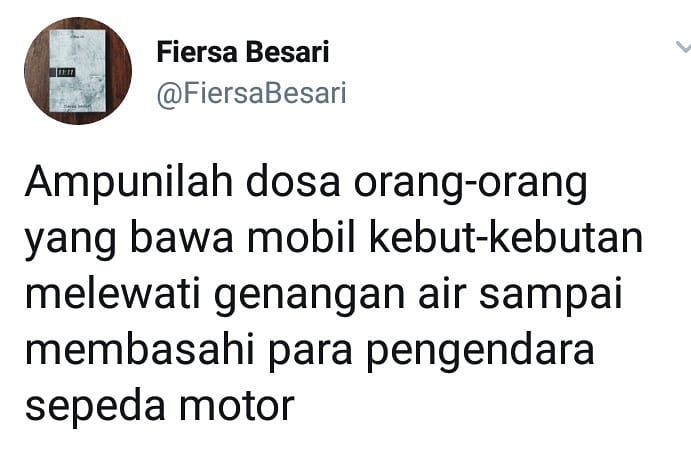 Fiersa Besari
@FiersaBesari
Ampunilah dosa orang-orang
yang bawa mobil kebut-kebutan
melewati genangan air sampai
membasahi para pengendara
sepeda motor